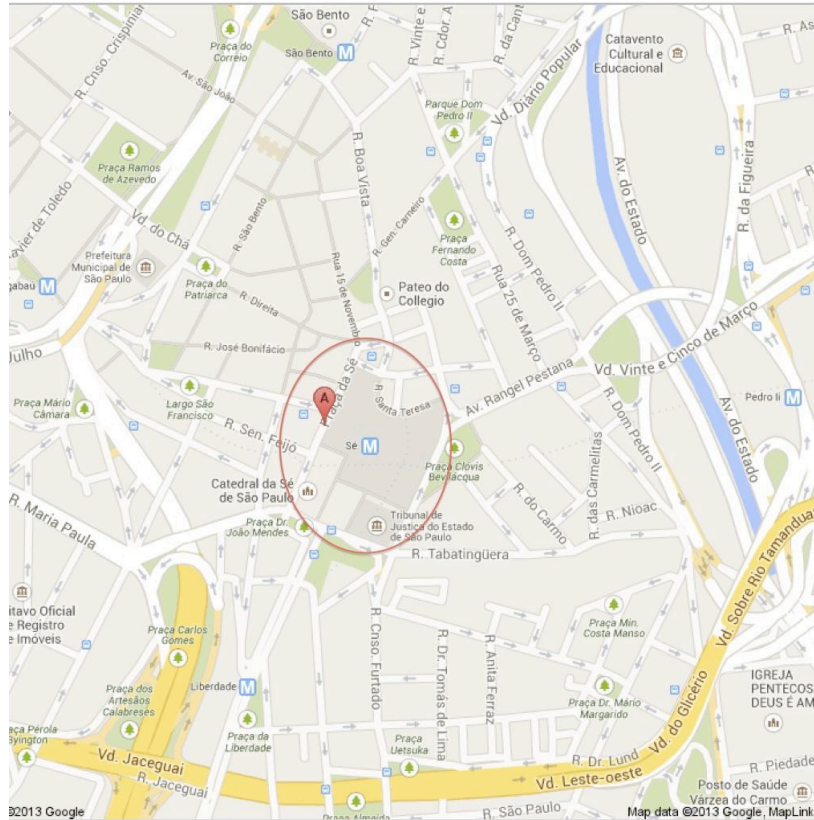 São Bento
São Bento
Praça do
Correio
R. Cnso. Crispinian
Av. São João
R. Vinte e
R. Cdor. A
R. da Cant
Vd. Diário Popular
Catavento
Cultural e
Educacional
R. As
Parque Dom
Pedro II
Av. do Estado
R. da Figueira
Praça Ramos
de Azevedo
avier de Toledo
Vd. do Chá
R. São Bento
R. Boa Vista
R. Gen. Carneiro
Praça
Fernando
Costa
R. Dom Pedro II
Rua 25 de Março
Prefeitura
Municipal de
São Paulo
gabaú
Praça do
Patriarca
R. Direita
Rua 15 de Novembro
Pateo do
Collegio
Julho
R. José Bonifácio
Praça da Sé
Vd. Vinte e Cinco de Março
Av. Rangel Pestana
Praça Mário
Câmara
Largo São
Francisco
A
R. Santa Teresa
R. Sen. Feijó
Sé
Pedro Ii
R. Dom Pedro II
Av. do Estado
Praça Clóvis
Beviláçqua
Catedral da Sé
de São Paulo
R. do Carmo
R. das Carmelitas
R. Nioac
R. Maria Paula
Praça Dr.
João Mendes
Tribunal de
Justiça do Estado
de São Paulo
R. Tabatingüera
Vd. Sobre Rio Tamandua
itavo Oficial
e Registro
e Imóveis
Praça Carlos
Gomes
R. Cnso. Furtado
R. Dr. Tomás de Lima
R. Anita Ferraz
Praça Min.
Costa Manso
Liberdade
Praça dos
Artesãos
Calabreses
Praça da
Liberdade
Praça
Uetsuka
Praça Dr. Mário
Margarido
Vd. do Glicério
IGREJA
PENTECOS
DEUS É AM
Praça Pérola
Byington
Vd. Jaceguai
R. Jaceguai
R. Dr. Lund
Vd. Leste-oeste
R. Piedade
Posto de Saúde
Várzea do Carmo
Praça Almeida
R. São Paulo
©2013 Google
Map data ©2013 Google, MapLink